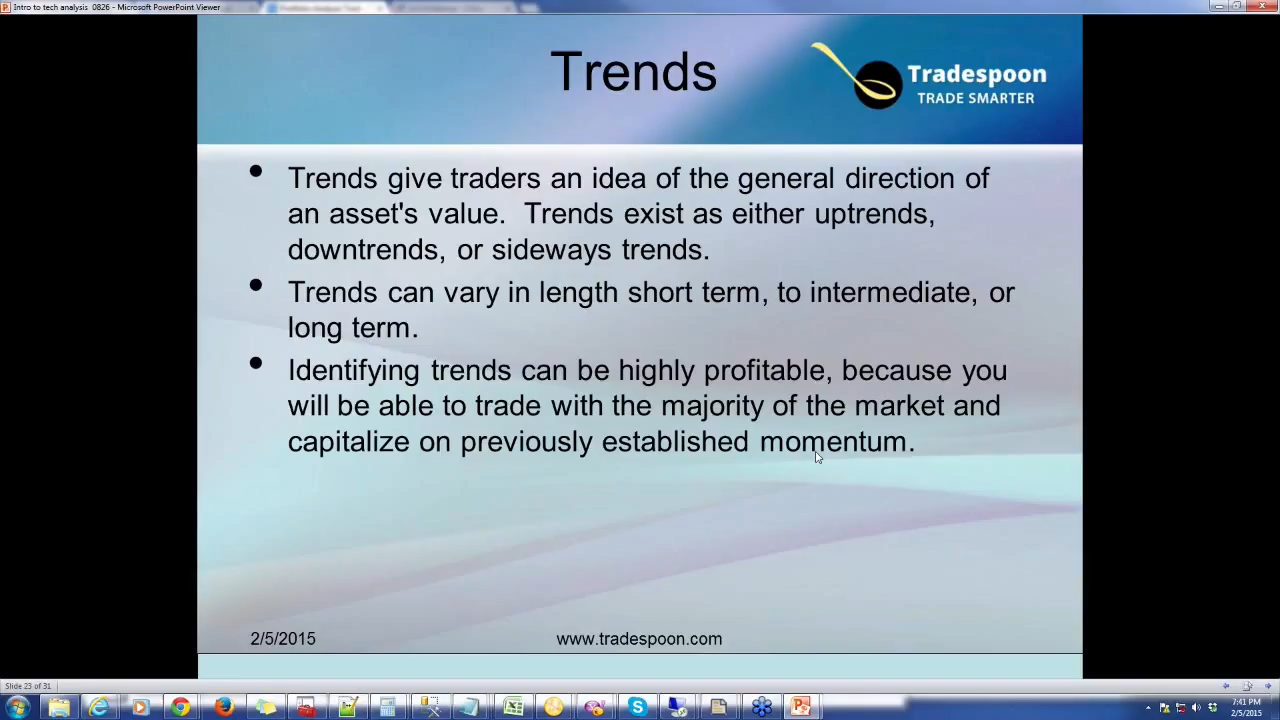 Intro to tech analysis 0826 - Microsoft PowerPoint Viewer
Trends
Tradespoon
TRADE SMARTER
• Trends give traders an idea of the general direction of
an asset's value.  Trends exist as either uptrends,
downtrends, or sideways trends.
• Trends can vary in length short term, to intermediate, or
long term.
• Identifying trends can be highly profitable, because you
will be able to trade with the majority of the market and
capitalize on previously established momentum.
2/5/2015
www.tradespoon.com
Slide 23 of 31
7:41 PM
2/5/2015